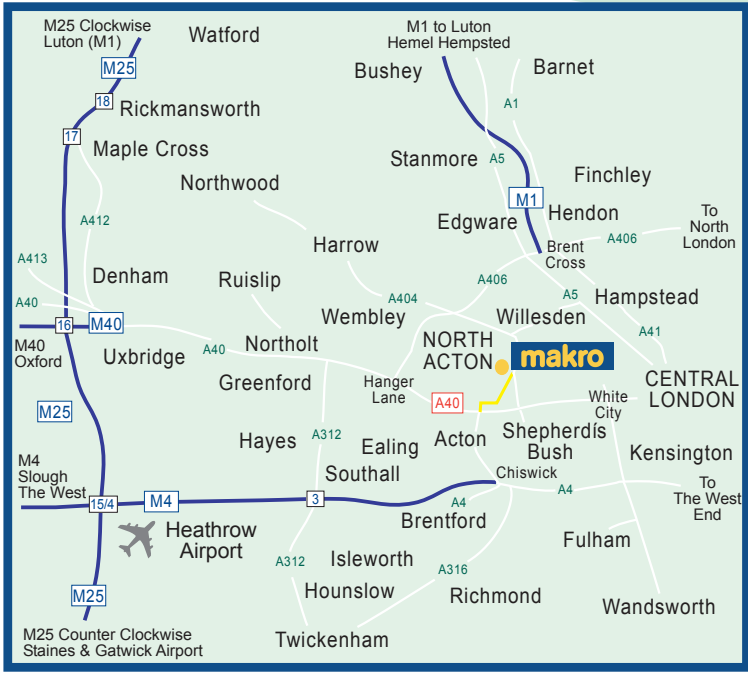 M25 Clockwise
Luton (M1)
Watford
M1 to Luton
Hemel Hempsted
M25
Bushey
Barnet
18
Rickmansworth
A1
17
Maple Cross
Stanmore
A5
Northwood
Finchley
M1
A412
Edgware
Hendon
To
North
London
Harrow
Brent
Cross
A406
A413
Denham
Ruislip
A406
A40
A404
A5
Hampstead
16
M40
Wembley
Willesden
A41
M40
Oxford
Uxbridge
A40
Northolt
NORTH
ACTON
makro
Greenford
Hanger
Lane
A40
White
City
CENTRAL
LONDON
M25
Hayes
A312
Ealing
Acton
Shepherdís
Bush
Kensington
M4
Slough
The West
Southall
Chiswick
15/4
M4
3
A4
A4
To
The West
End
Heathrow
Airport
Brentford
Fulham
A312
Isleworth
A316
M25
Hounslow
Richmond
Wandsworth
M25 Counter Clockwise
Staines & Gatwick Airport
Twickenham